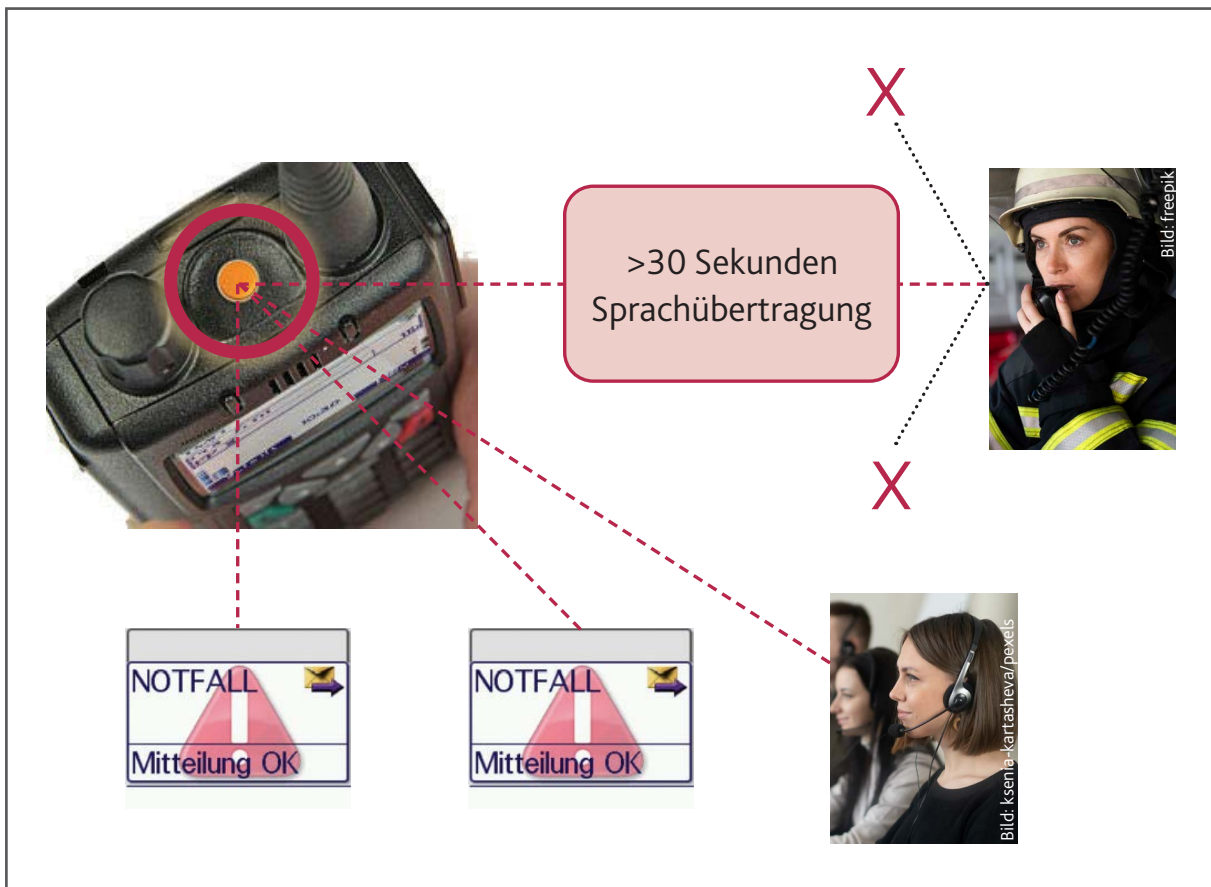 X
Bild: freepik
>30 Sekunden
Sprachübertragung
X
NOTFALL
Mitteilung OK
NOTFALL
Mitteilung OK
Bild: ksenia-kartasheva/pexels